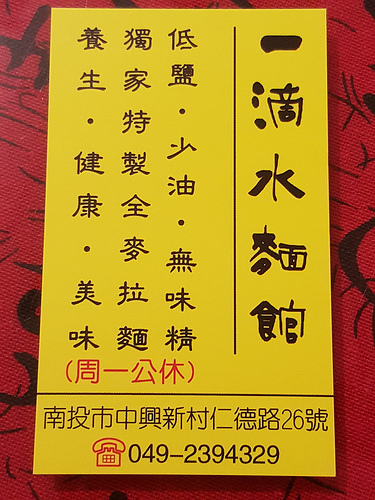 一滴水麵館
低鹽·少油·無味精
獨家特製全麥拉麵
養生·健康·美味
(周一公休)
南投市中興新村仁德路26號
☎049-2394329